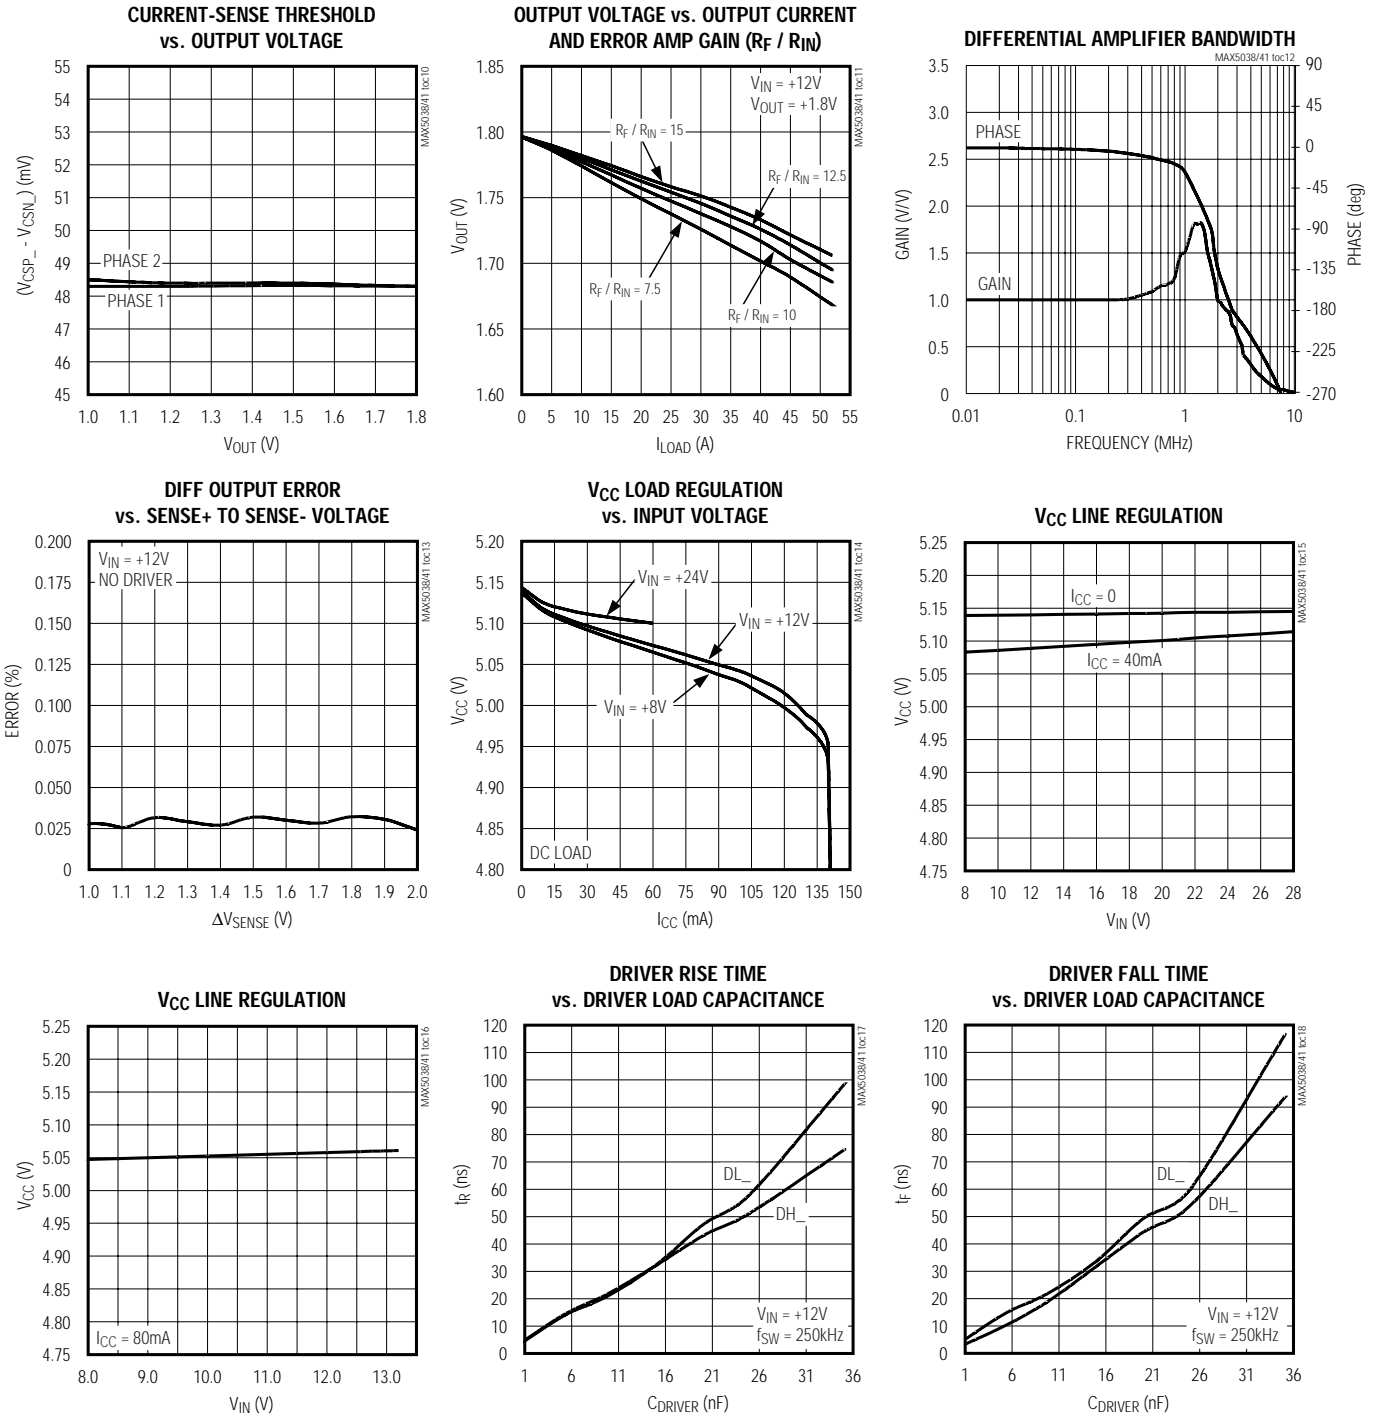 CURRENT-SENSE THRESHOLD
vs. OUTPUT VOLTAGE
MAX5038/41 toc10
55
54
53
52
51
50
49
48
47
46
45
(VCSP_ - VCSN_) (mV)
PHASE 2
PHASE 1
1.0 1.1 1.2 1.3 1.4 1.5 1.6 1.7 1.8
VOUT (V)
OUTPUT VOLTAGE vs. OUTPUT CURRENT
AND ERROR AMP GAIN (RF / RIN)
MAX5038/41 toc11
1.85
1.80
1.75
1.70
1.65
1.60
VOUT (V)
VIN = +12V
VOUT = +1.8V
RF / RIN = 15
RF / RIN = 12.5
RF / RIN = 7.5
RF / RIN = 10
0 5 10 15 20 25 30 35 40 45 50 55
ILOAD (A)
DIFFERENTIAL AMPLIFIER BANDWIDTH
MAX5038/41 toc12
3.5
3.0
2.5
2.0
1.5
1.0
0.5
0
GAIN (V/V)
PHASE
GAIN
90
45
0
-45
-90
-135
-180
-225
-270
PHASE (deg)
0.01 0.1 1 10
FREQUENCY (MHz)
DIFF OUTPUT ERROR
vs. SENSE+ TO SENSE- VOLTAGE
MAX5038/41 toc13
0.200
0.175
0.150
0.125
0.100
0.075
0.050
0.025
0
ERROR (%)
VIN = +12V
NO DRIVER
1.0 1.1 1.2 1.3 1.4 1.5 1.6 1.7 1.8 1.9 2.0
ΔVSENSE (V)
VCC LOAD REGULATION
vs. INPUT VOLTAGE
MAX5038/41 toc14
5.20
5.15
5.10
5.05
5.00
4.95
4.90
4.85
4.80
VCC (V)
VIN = +24V
VIN = +12V
VIN = +8V
DC LOAD
0 15 30 45 60 75 90 105 120 135 150
ICC (mA)
VCC LINE REGULATION
MAX5038/41 toc15
5.25
5.20
5.15
5.10
5.05
5.00
4.95
4.90
4.85
4.80
4.75
VCC (V)
ICC = 0
ICC = 40mA
8 10 12 14 16 18 20 22 24 26 28
VIN (V)
VCC LINE REGULATION
MAX5038/41 toc16
5.25
5.20
5.15
5.10
5.05
5.00
4.95
4.90
4.85
4.80
4.75
VCC (V)
ICC = 80mA
8.0 9.0 10.0 11.0 12.0 13.0
VIN (V)
DRIVER RISE TIME
vs. DRIVER LOAD CAPACITANCE
MAX5038/41 toc17
120
110
100
90
80
70
60
50
40
30
20
10
0
tR (ns)
DL_
DH_
VIN = +12V
fSW = 250kHz
1 6 11 16 21 26 31 36
CDRIVER (nF)
DRIVER FALL TIME
vs. DRIVER LOAD CAPACITANCE
MAX5038/41 toc18
120
110
100
90
80
70
60
50
40
30
20
10
0
tF (ns)
DL_
DH_
VIN = +12V
fSW = 250kHz
1 6 11 16 21 26 31 36
CDRIVER (nF)